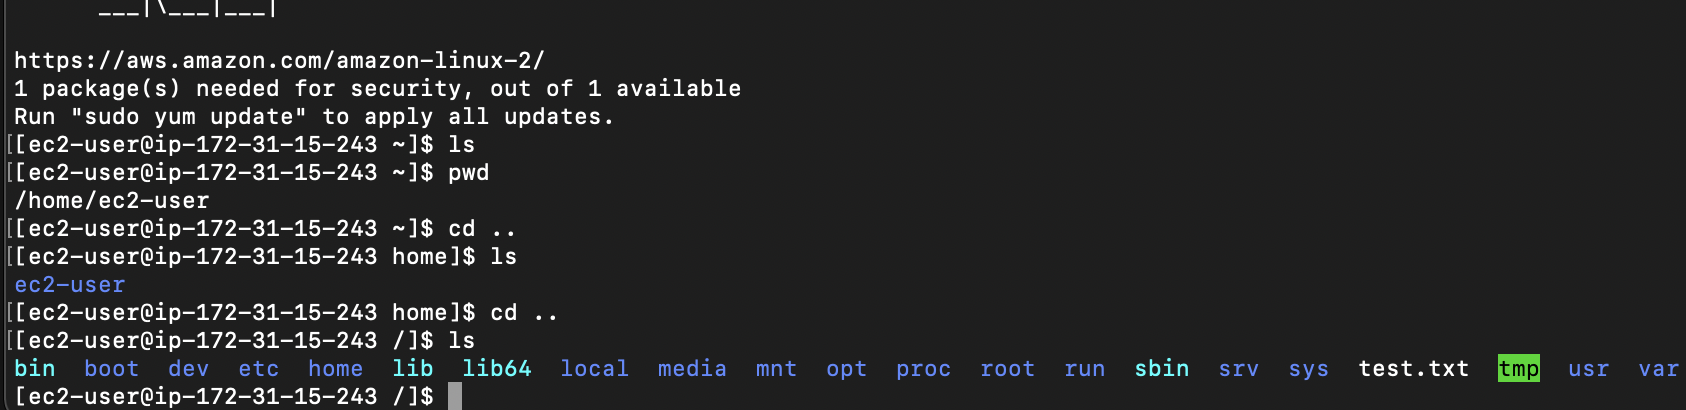 ___|\___|___|
https://aws.amazon.com/amazon-linux-2/
1 package(s) needed for security, out of 1 available
Run "sudo yum update" to apply all updates.
[[ec2-user@ip-172-31-15-243 ~]$ ls
[[ec2-user@ip-172-31-15-243 ~]$ pwd
/home/ec2-user
[[ec2-user@ip-172-31-15-243 ~]$ cd ..
[[ec2-user@ip-172-31-15-243 home]$ ls
ec2-user
[[ec2-user@ip-172-31-15-243 home]$ cd ..
[[ec2-user@ip-172-31-15-243 /]$ ls
bin  boot  dev  etc  home  lib  lib64  local  media  mnt  opt  proc  root  run  sbin  srv  sys  test.txt  tmp  usr  var
[ec2-user@ip-172-31-15-243 /]$